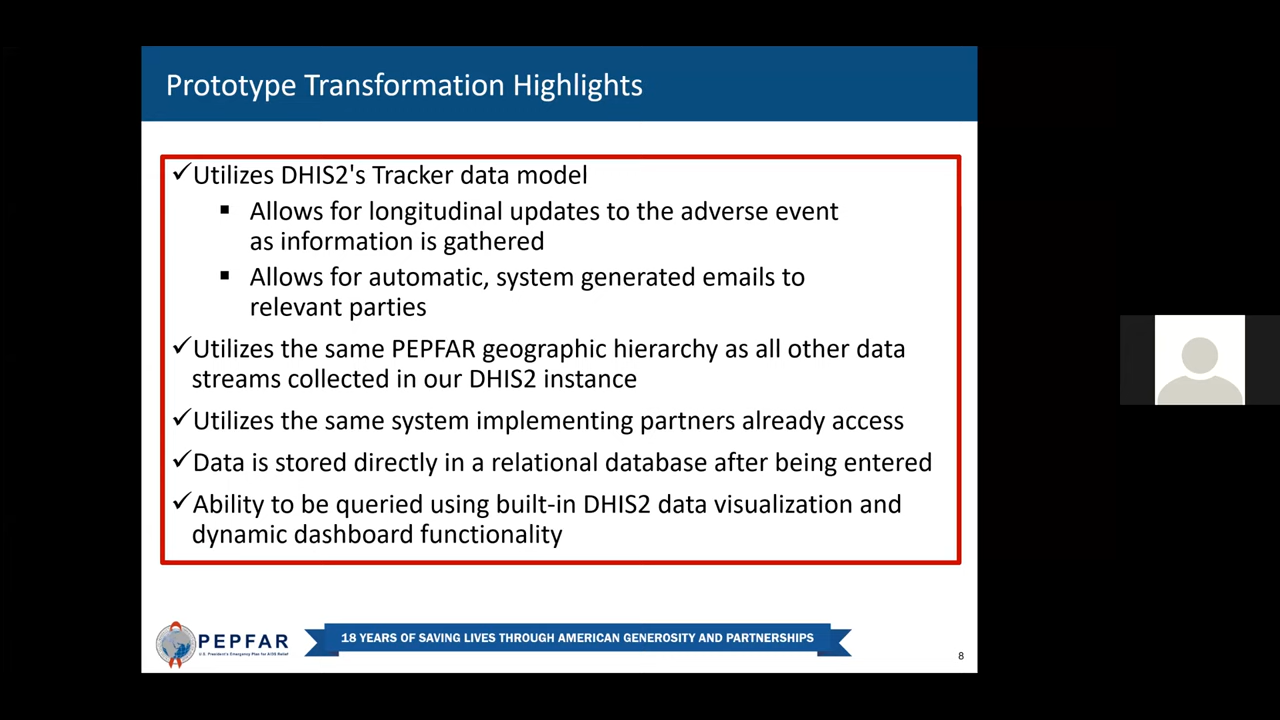 Prototype Transformation Highlights
✓Utilizes DHIS2's Tracker data model
▪ Allows for longitudinal updates to the adverse event
as information is gathered
▪ Allows for automatic, system generated emails to
relevant parties
✓Utilizes the same PEPFAR geographic hierarchy as all other data
streams collected in our DHIS2 instance
✓Utilizes the same system implementing partners already access
✓Data is stored directly in a relational database after being entered
✓Ability to be queried using built-in DHIS2 data visualization and
dynamic dashboard functionality
PEPFAR
U.S. President's Emergency Plan for AIDS Relief
18 YEARS OF SAVING LIVES THROUGH AMERICAN GENEROSITY AND PARTNERSHIPS
8